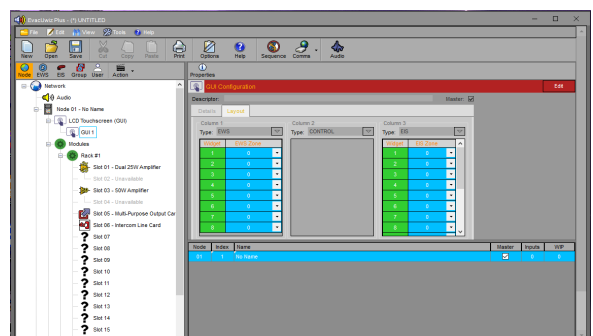 EvacUwiz Plus - (*) UNTITLED
File Edit View Tools Help
New Open Save Cut Copy Paste Print Options Help Sequence Comms Audio
Node EWS EIS Group User Action
Properties
GUI Configuration Edit
Descriptor: Master:
Details Layout
Column 1 Column 2 Column 3
Type: EWS Type: CONTROL Type: EIS
Widget EWS Zone Widget EIS Zone
1 0 1 0
2 0 2 0
3 0 3 0
4 0 4 0
5 0 5 0
6 0 6 0
7 0 7 0
8 0 8 0
Node Index Name Master Inputs WIP
01 1 No Name 0 0
Network
Audio
Node 01 - No Name
LCD Touchscreen (GUI)
GUI 1
Modules
Rack #1
Slot 01 - Dual 25W Amplifier
Slot 02 - Unavailable
Slot 03 - 50W Amplifier
Slot 04 - Unavailable
Slot 05 - Multi-Purpose Output Car
Slot 06 - Intercom Line Card
Slot 07
Slot 08
Slot 09
Slot 10
Slot 11
Slot 12
Slot 13
Slot 14
Slot 15